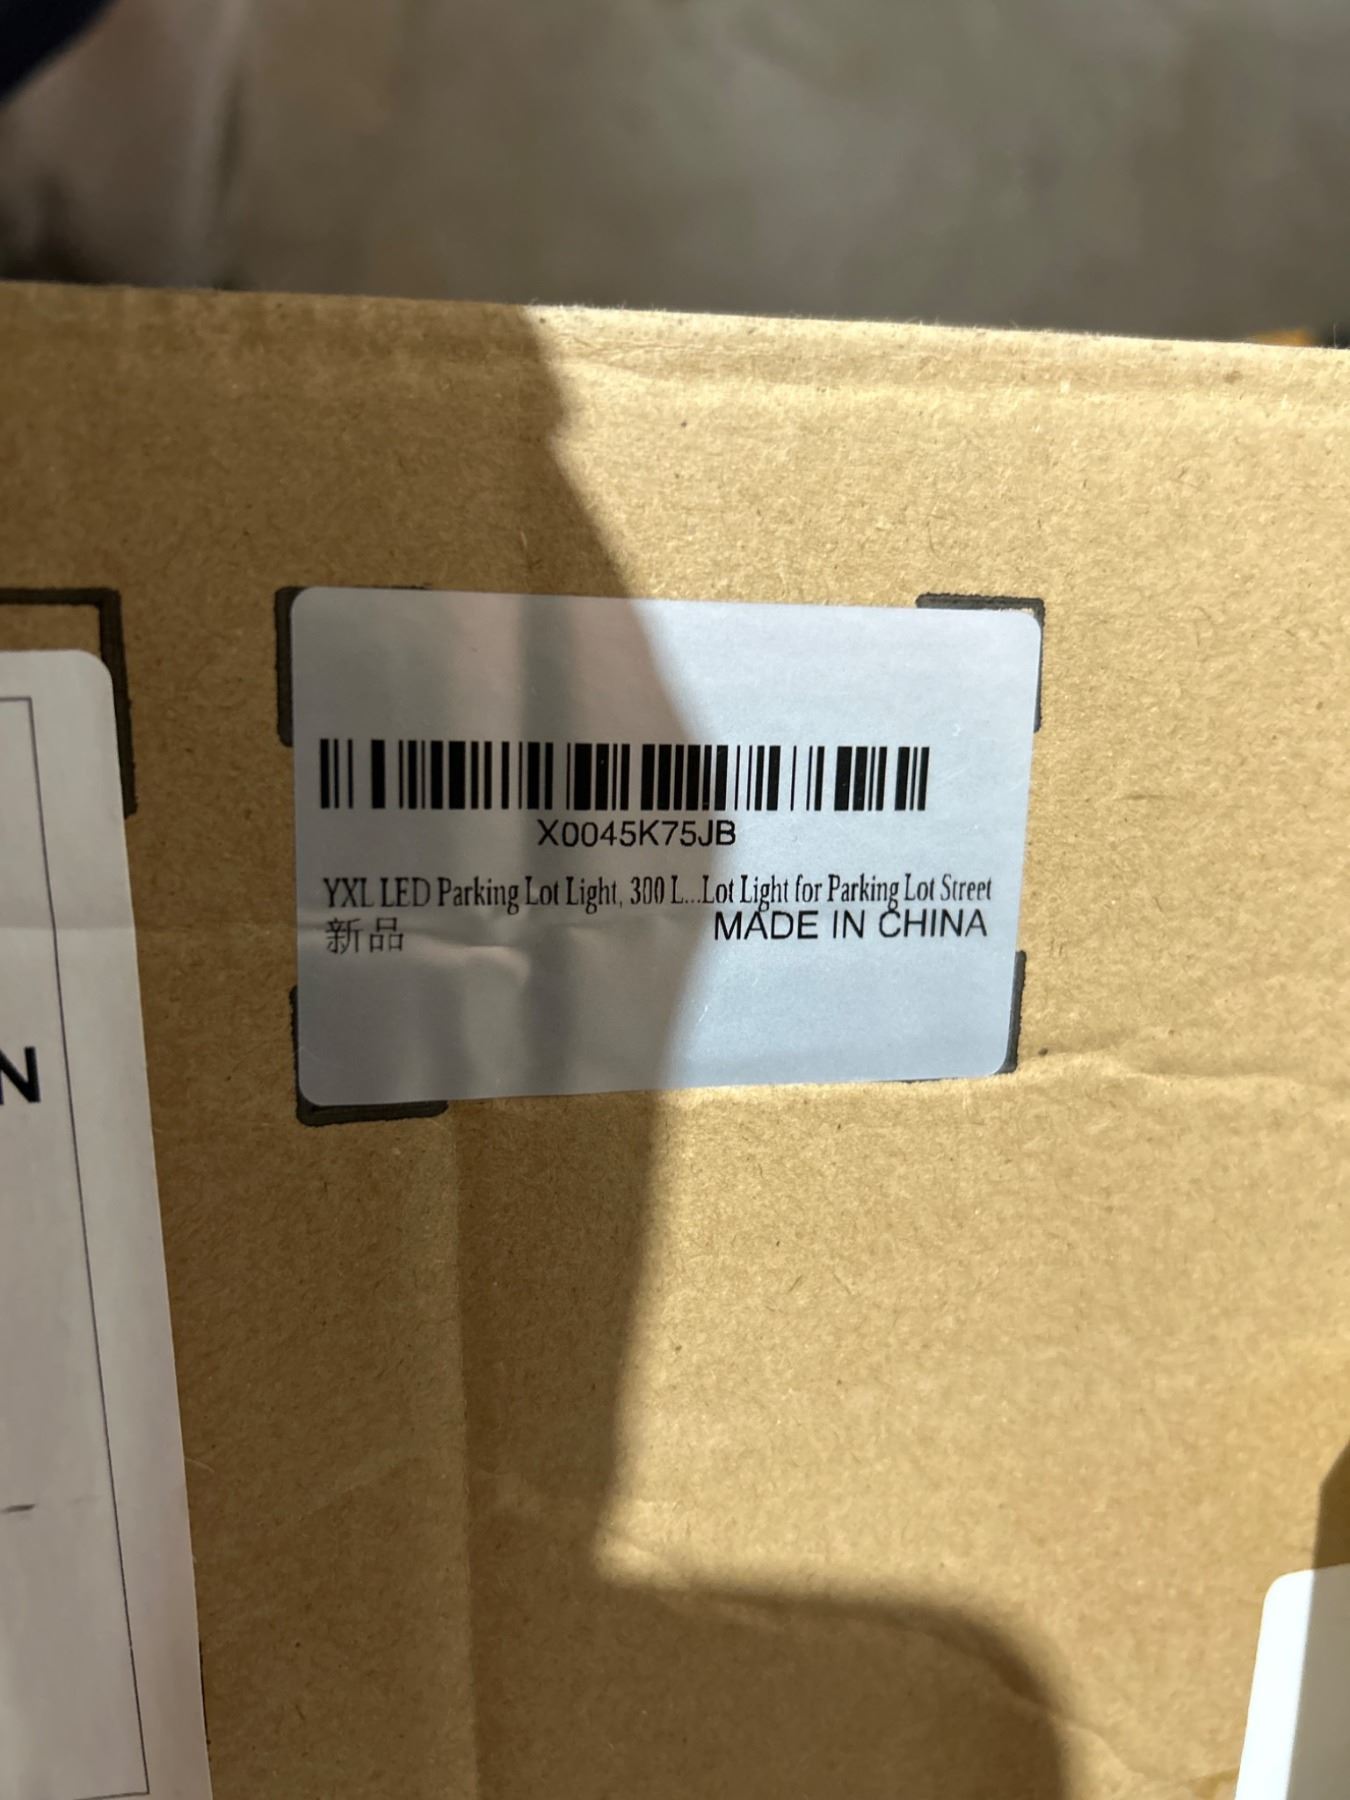 X0045K75JB
YXL LED Parking Lot Light, 300 L...Lot Light for Parking Lot Street
新品
MADE IN CHINA
N